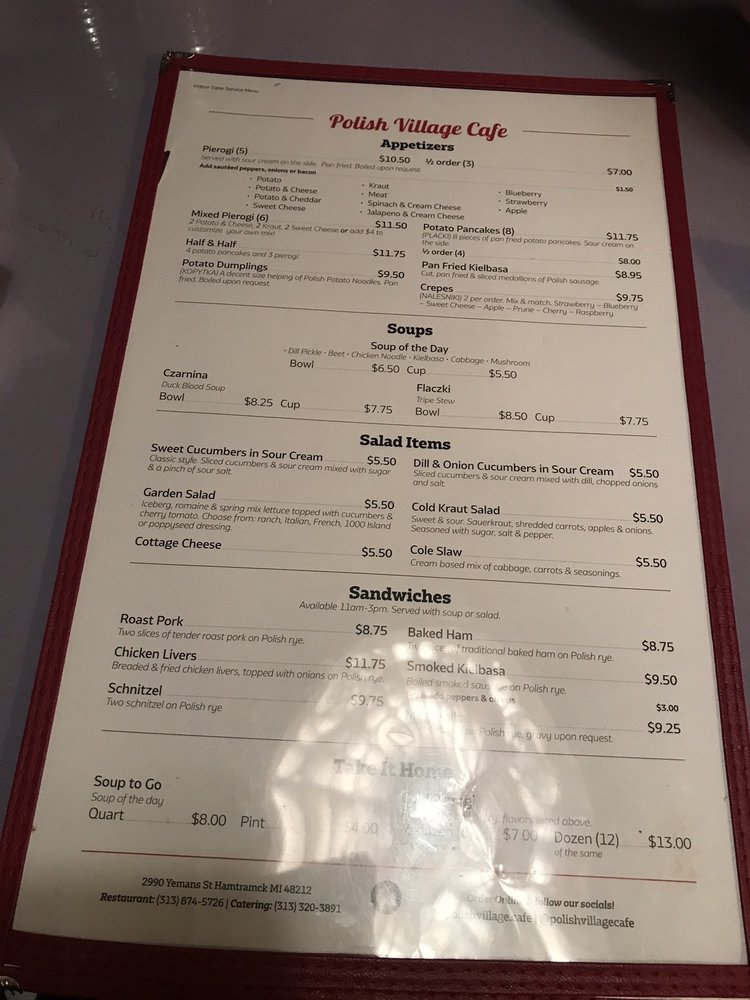 Indoor Table Service Menu
Polish Village Cafe
Appetizers
Pierogi (5) $10.50 ½ order (3) $7.00
Served with sour cream on the side. Pan fried. Boiled upon request.
Add sautéed peppers, onions or bacon $1.50
· Potato
· Potato & Cheese
· Potato & Cheddar
· Sweet Cheese
· Kraut
· Meat
· Spinach & Cream Cheese
· Jalapeno & Cream Cheese
· Blueberry
· Strawberry
· Apple
Mixed Pierogi (6) $11.50
2 Potato & Cheese, 2 Kraut, 2 Sweet Cheese or add $4 to
customize your own mix!
Half & Half $11.75
4 potato pancakes and 3 pierogi
Potato Dumplings $9.50
(KOPYTKA) A decent size helping of Polish Potato Noodles. Pan
fried, Boiled upon request
Potato Pancakes (8) $11.75
(PLACKI) 8 pieces of pan fried potato pancakes. Sour cream on
the side.
½ order (4) $8.00
Pan Fried Kielbasa $8.95
Cut, pan fried & sliced medallions of Polish sausage.
Crepes $9.75
(NALESNIKI) 2 per order. Mix & match. Strawberry – Blueberry
– Sweet Cheese – Apple – Prune – Cherry – Raspberry.
Soups
Soup of the Day
· Dill Pickle · Beet · Chicken Noodle · Kielbasa · Cabbage · Mushroom
Bowl $6.50 Cup $5.50
Czarnina
Duck Blood Soup
Bowl $8.25 Cup $7.75
Flaczki
Tripe Stew
Bowl $8.50 Cup $7.75
Salad Items
Sweet Cucumbers in Sour Cream $5.50
Classic style. Sliced cucumbers & sour cream mixed with sugar
& a pinch of sour salt.
Garden Salad $5.50
Iceberg, romaine & spring mix lettuce topped with cucumbers &
cherry tomato. Choose from: ranch, Italian, French, 1000 Island
or poppyseed dressing.
Cottage Cheese $5.50
Dill & Onion Cucumbers in Sour Cream $5.50
Sliced cucumbers & sour cream mixed with dill, chopped onions
and salt.
Cold Kraut Salad $5.50
Sweet & sour. Sauerkraut, shredded carrots, apples & onions.
Seasoned with sugar, salt & pepper.
Cole Slaw $5.50
Cream based mix of cabbage, carrots & seasonings.
Sandwiches
Available 11am-3pm. Served with soup or salad.
Roast Pork $8.75
Two slices of tender roast pork on Polish rye.
Chicken Livers $11.75
Breaded & fried chicken livers, topped with onions on Polish rye.
Schnitzel $9.75
Two schnitzel on Polish rye
Baked Ham $8.75
Two slices of traditional baked ham on Polish rye.
Smoked Kielbasa $9.50
Boiled smoked sausage on Polish rye.
add peppers & onions $3.00
$9.25
Polish rye, gravy upon request.
Take It Home
Soup to Go
Soup of the day
Quart $8.00 Pint $4.00
Pierogi
flavors listed above.
$7.00 Dozen (12) $13.00
of the same
2990 Yemans St Hamtramck MI 48212
Restaurant: (313) 874-5726 | Catering: (313) 320-3891
Order Online & follow our socials!
polishvillage.cafe | @polishvillagecafe